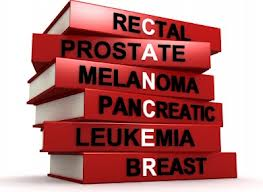 RECTAL
PROSTATE
MELANOMA
PANCREATIC
LEUKEMIA
BREAST